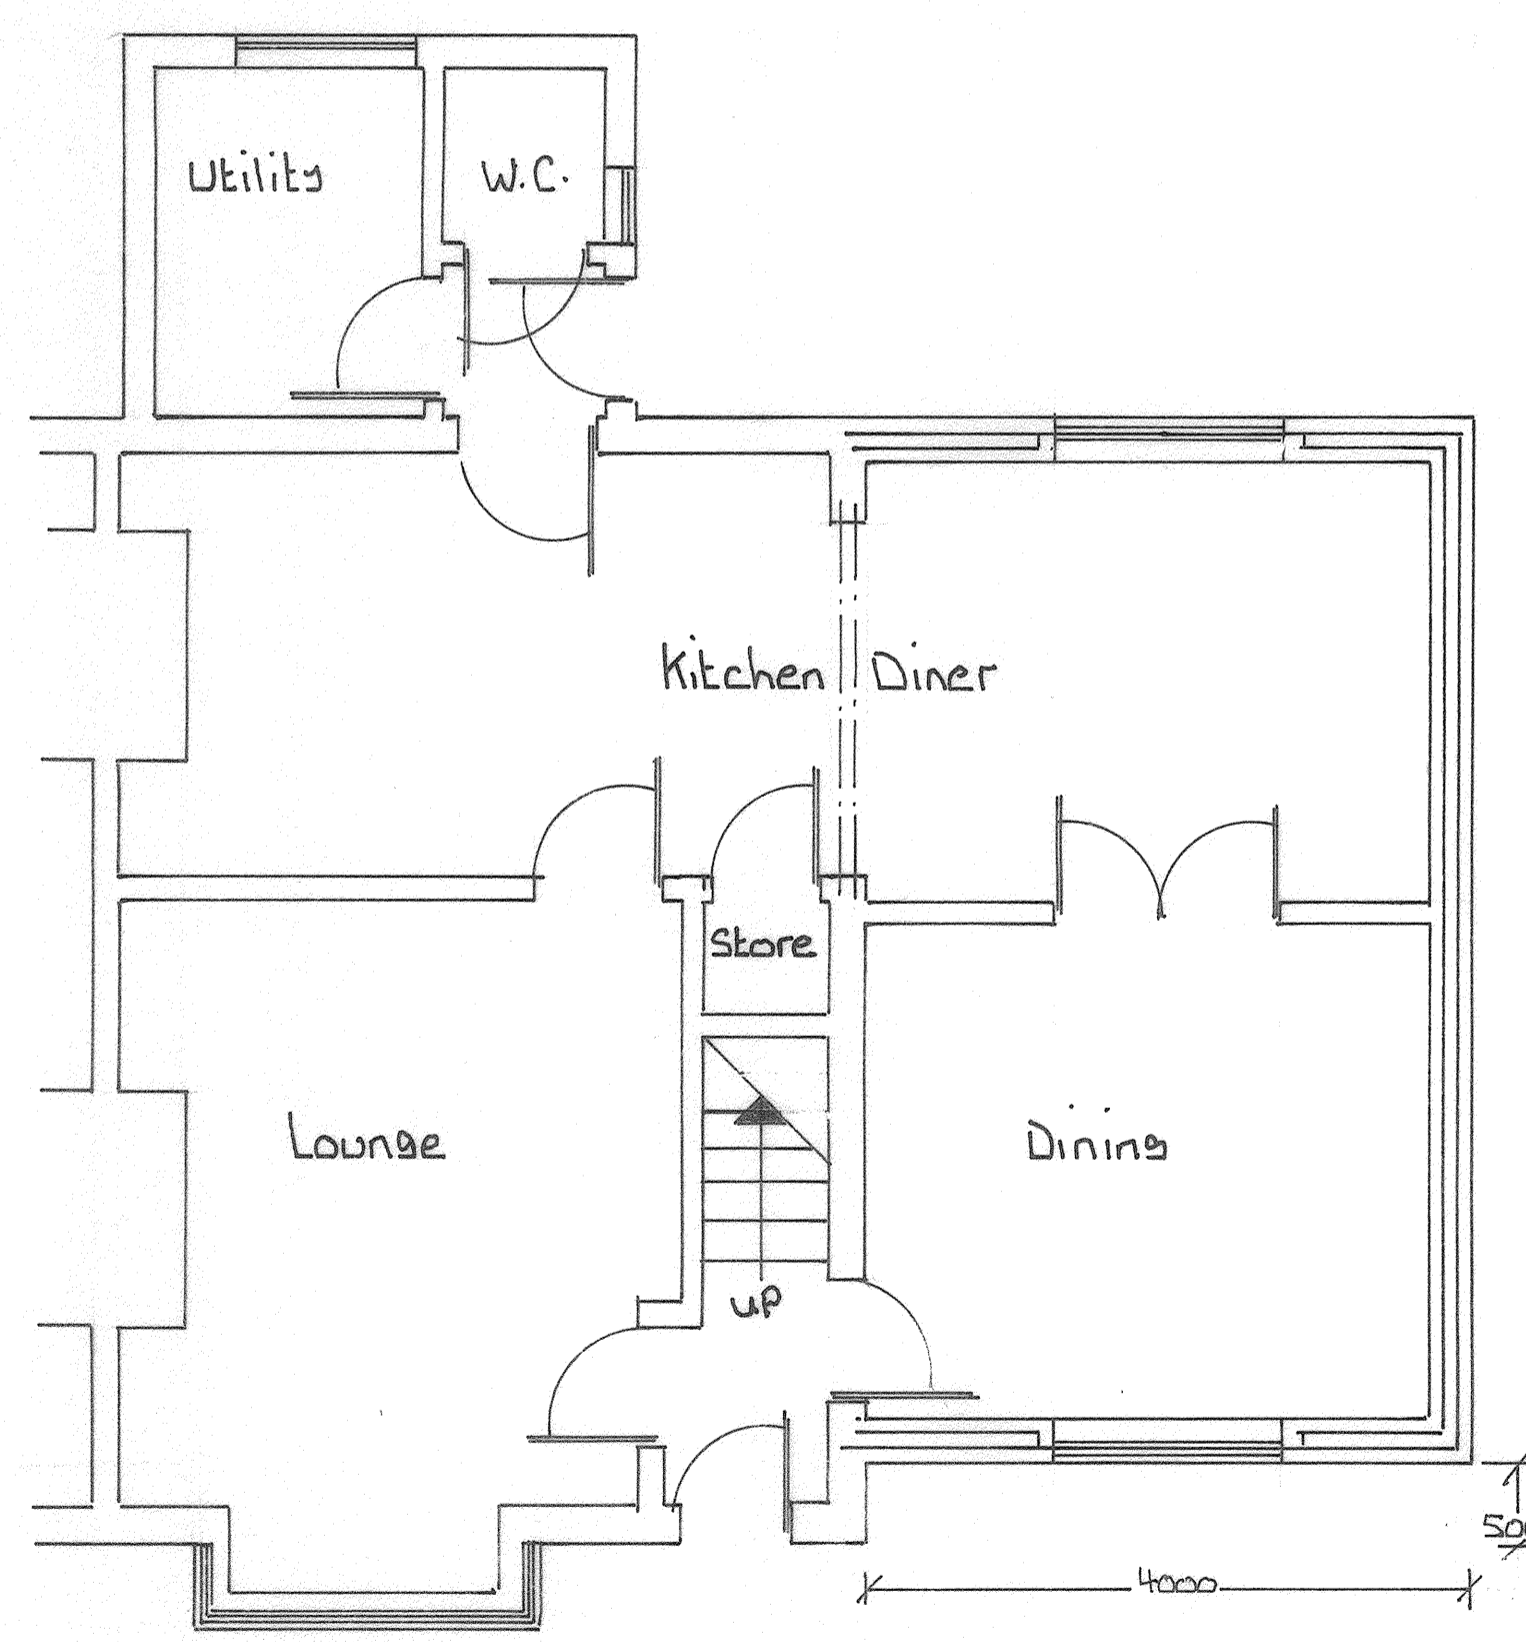 Utility
W.C.
Kitchen Diner
Store
Lounge
Dining
UP
4000